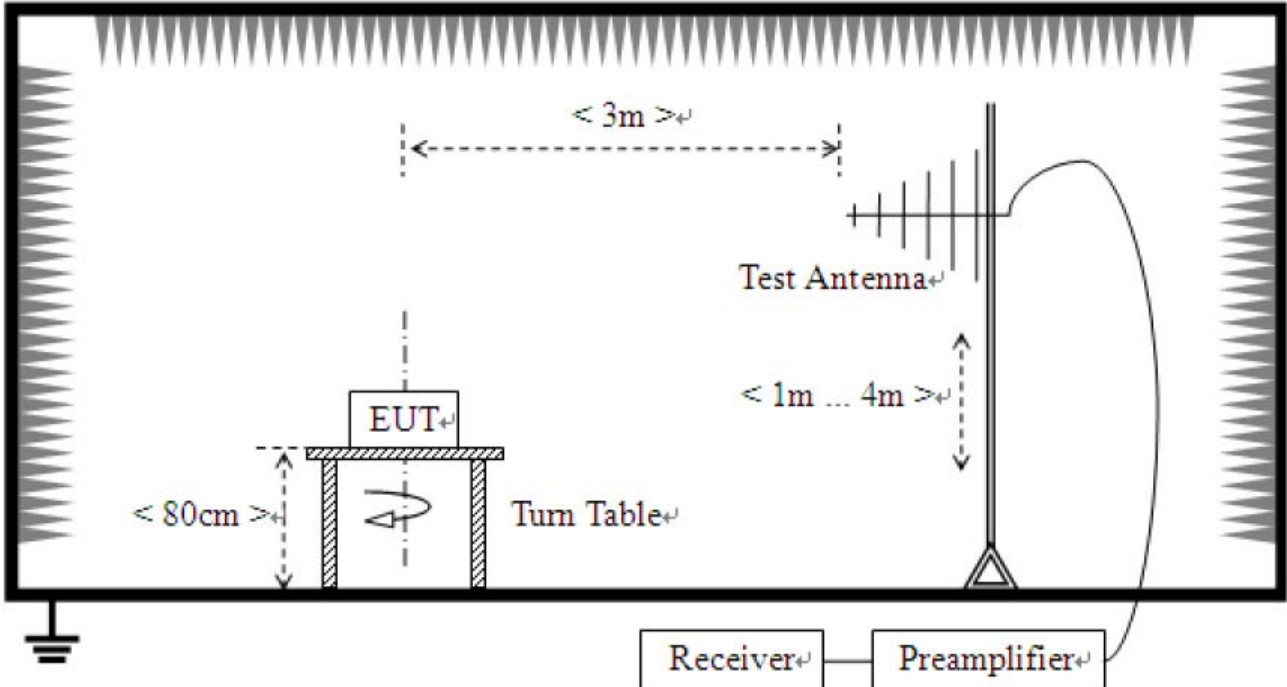 < 3m >↵
Test Antenna↵
< 1m ... 4m >↵
EUT↵
< 80cm >↵
Turn Table↵
Receiver↵
Preamplifier↵